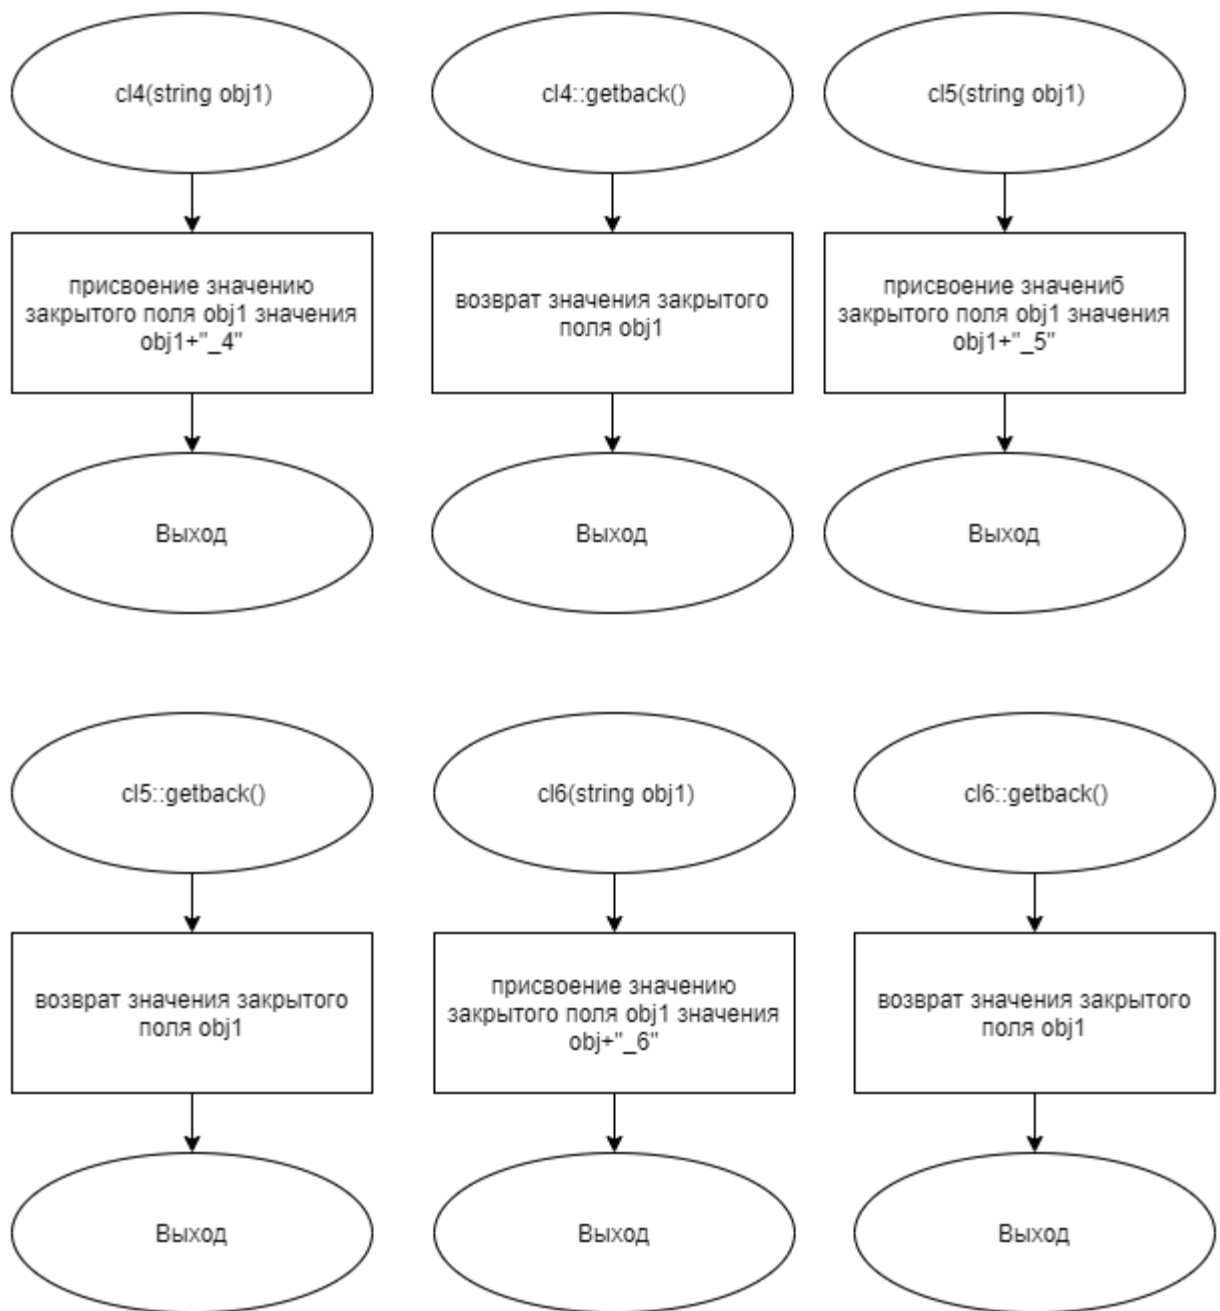 cl4(string obj1)
cl4::getback()
cl5(string obj1)
присвоение значению
закрытого поля obj1 значения
obj1+"_4"
возврат значения закрытого
поля obj1
присвоение значениб
закрытого поля obj1 значения
obj1+"_5"
Выход
Выход
Выход
cl5::getback()
cl6(string obj1)
cl6::getback()
возврат значения закрытого
поля obj1
присвоение значению
закрытого поля obj1 значения
obj+"_6"
возврат значения закрытого
поля obj1
Выход
Выход
Выход